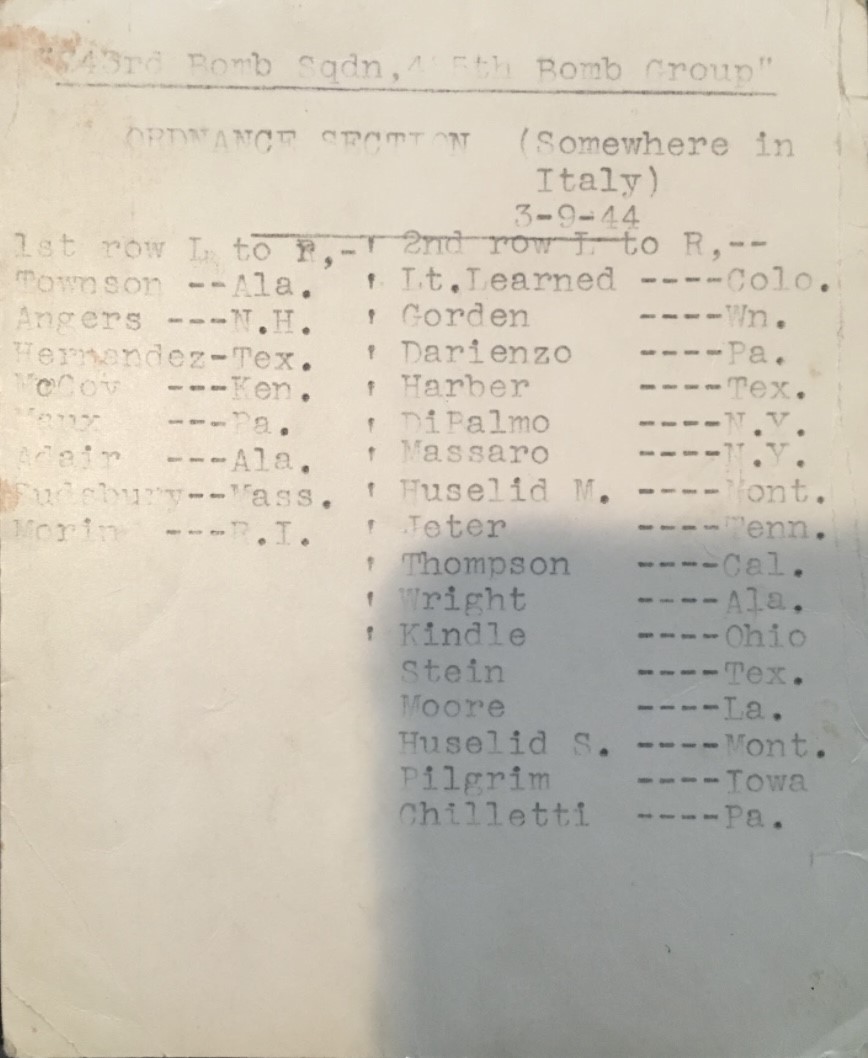 Bomb Sqdn, Bomb Group"
ORDNANCE SECTION (Somewhere in
Italy)
3-9-44
1st row L to R,-' 2nd row L to R,--
Townson --Ala. ' Lt.Learned ----Colo.
Angers ---N.H. ' Gorden ----Wn.
Hernandez-Tex. ' Darienzo ----Pa.
McCoy ---Ken. ' Harber ----Tex.
---Pa. ' DiPalmo ----N.Y.
Adair ---Ala. ' Massaro ----N.Y.
Sudsbury--Mass. ' Huselid M. ----Mont.
Morin ---R.I. ' Jeter ----Tenn.
' Thompson ----Cal.
' Wright ----Ala.
' Kindle ----Ohio
Stein ----Tex.
Moore ----La.
Huselid S. ----Mont.
Pilgrim ----Iowa
Chilletti ----Pa.